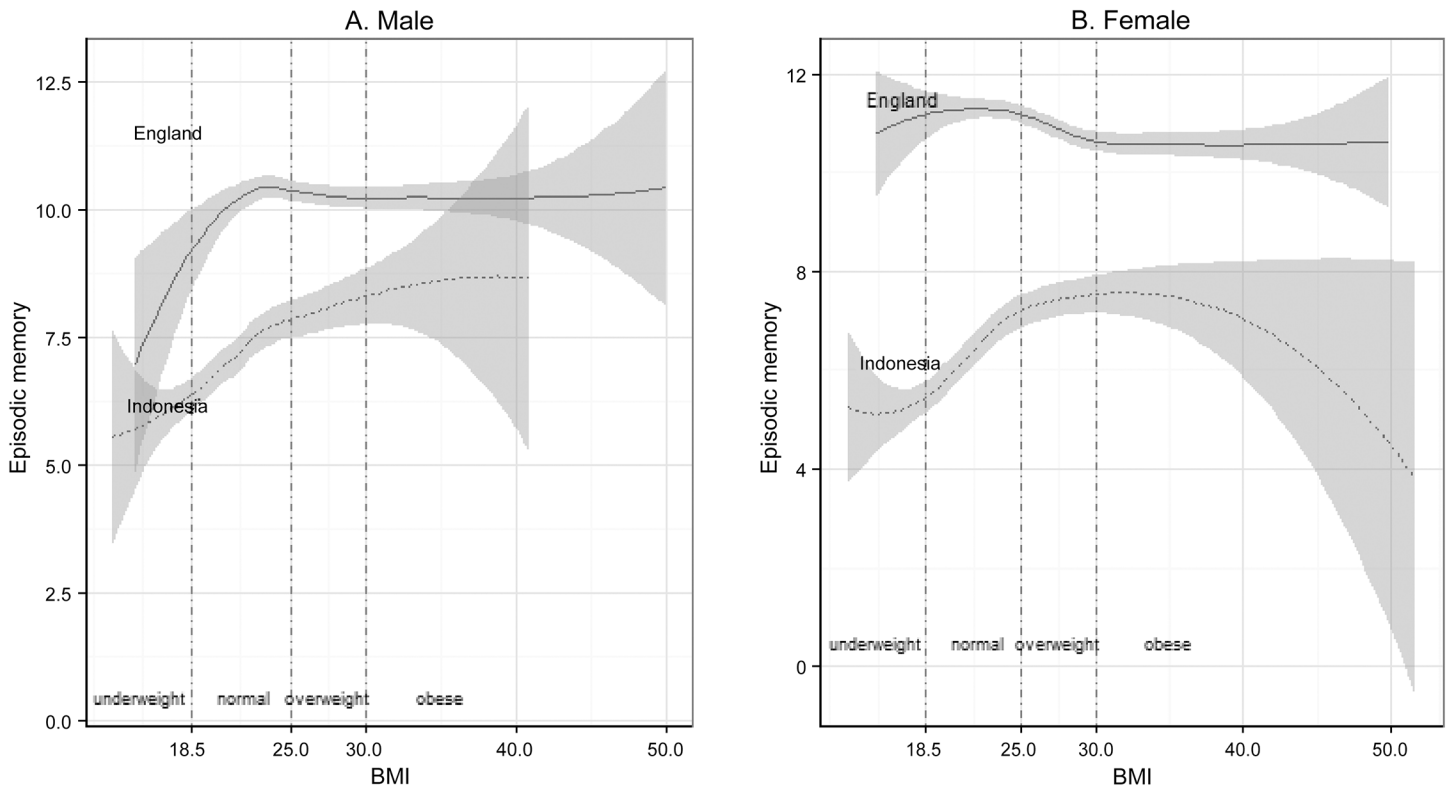 A. Male
12.5
10.0
7.5
5.0
2.5
0.0
Episodic memory
England
Indonesia
underweight normal overweight obese
18.5 25.0 30.0 40.0 50.0
BMI
B. Female
12
8
4
0
Episodic memory
England
Indonesia
underweight normal overweight obese
18.5 25.0 30.0 40.0 50.0
BMI